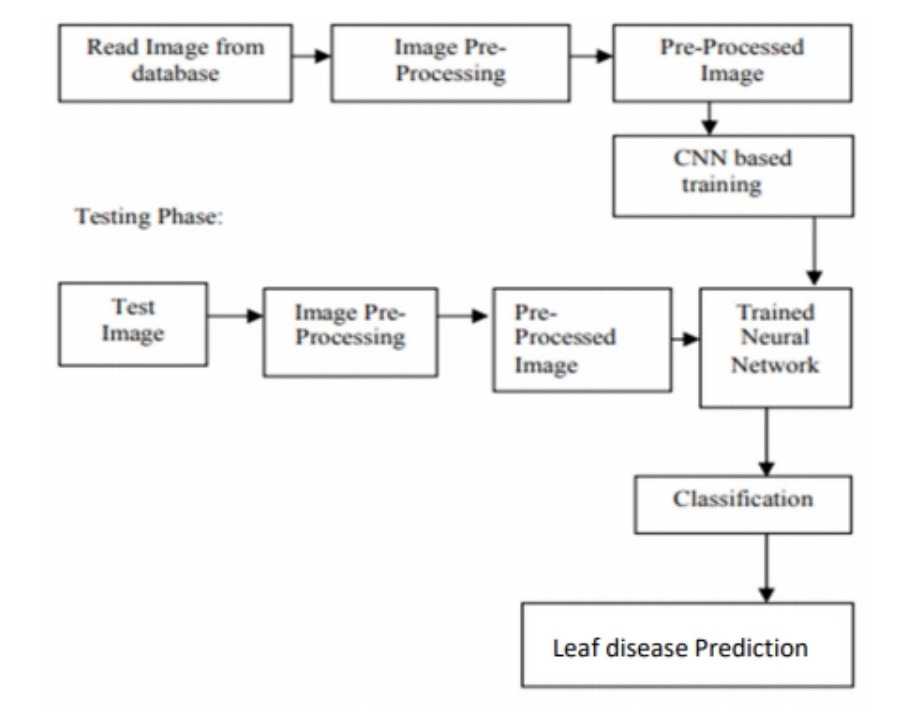 Read Image from
database
Image Pre-
Processing
Pre-Processed
Image
CNN based
training
Testing Phase:
Test
Image
Image Pre-
Processing
Pre-
Processed
Image
Trained
Neural
Network
Classification
Leaf disease Prediction